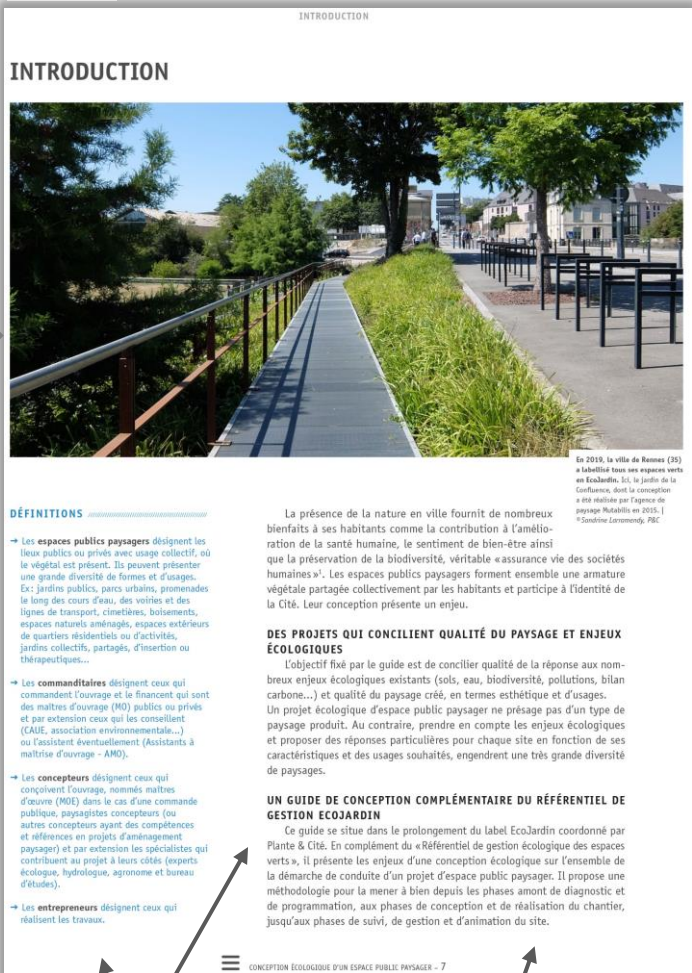 INTRODUCTION
INTRODUCTION
En 2019, la ville de Rennes (35)
a labellisé tous ses espaces verts
en EcoJardin. Ici, le jardin de la
Confluence, dont la conception
a été réalisée par l'agence de
paysage Mutabilis en 2015. |
© Sandrine Larramendy, P&C
DÉFINITIONS
→ Les espaces publics paysagers désignent les
lieux publics ou privés avec usage collectif, où
le végétal est présent. Ils peuvent présenter
une grande diversité de formes et d'usages.
Ex: jardins publics, parcs urbains, promenades
le long des cours d'eau, des voiries et des
lignes de transport, cimetières, boisements,
espaces naturels aménagés, espaces extérieurs
de quartiers résidentiels ou d'activités,
jardins collectifs, partagés, d'insertion ou
thérapeutiques...
→ Les commanditaires désignent ceux qui
commandent l'ouvrage et le financent qui sont
des maitres d'ouvrage (MO) publics ou privés
et par extension ceux qui les conseillent
(CAUE, association environnementale...)
ou l'assistent éventuellement (Assistants à
maitrise d'ouvrage - AMO).
→ Les concepteurs désignent ceux qui
conçoivent l'ouvrage, nommés maîtres
d'œuvre (MOE) dans le cas d'une commande
publique, paysagistes concepteurs (ou
autres concepteurs ayant des compétences
et références en projets d'aménagement
paysager) et par extension les spécialistes qui
contribuent au projet à leurs côtés (experts
écologue, hydrologue, agronome et bureau
d'études).
→ Les entrepreneurs désignent ceux qui
réalisent les travaux.
La présence de la nature en ville fournit de nombreux
bienfaits à ses habitants comme la contribution à l'amélio-
ration de la santé humaine, le sentiment de bien-être ainsi
que la préservation de la biodiversité, véritable «assurance vie des sociétés
humaines»¹. Les espaces publics paysagers forment ensemble une armature
végétale partagée collectivement par les habitants et participe à l'identité de
la Cité. Leur conception présente un enjeu.
DES PROJETS QUI CONCILIENT QUALITÉ DU PAYSAGE ET ENJEUX
ÉCOLOGIQUES
L'objectif fixé par le guide est de concilier qualité de la réponse aux nom-
breux enjeux écologiques existants (sols, eau, biodiversité, pollutions, bilan
carbone...) et qualité du paysage créé, en termes esthétique et d'usages.
Un projet écologique d'espace public paysager ne présage pas d'un type de
paysage produit. Au contraire, prendre en compte les enjeux écologiques
et proposer des réponses particulières pour chaque site en fonction de ses
caractéristiques et des usages souhaités, engendrent une très grande diversité
de paysages.
UN GUIDE DE CONCEPTION COMPLÉMENTAIRE DU RÉFÉRENTIEL DE
GESTION ECOJARDIN
Ce guide se situe dans le prolongement du label EcoJardin coordonné par
Plante & Cité. En complément du «Référentiel de gestion écologique des espaces
verts», il présente les enjeux d'une conception écologique sur l'ensemble de
la démarche de conduite d'un projet d'espace public paysager. Il propose une
méthodologie pour la mener à bien depuis les phases amont de diagnostic et
de programmation, aux phases de conception et de réalisation du chantier,
jusqu'aux phases de suivi, de gestion et d'animation du site.
CONCEPTION ÉCOLOGIQUE D'UN ESPACE PUBLIC PAYSAGER – 7